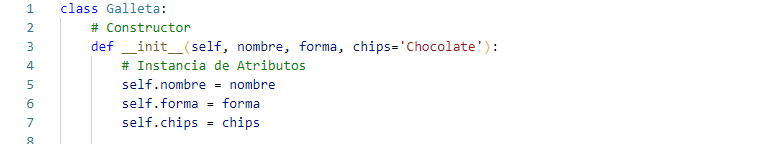 1 class Galleta:
2 # Constructor
3 def __init__(self, nombre, forma, chips='Chocolate'):
4 # Instancia de Atributos
5 self.nombre = nombre
6 self.forma = forma
7 self.chips = chips
8